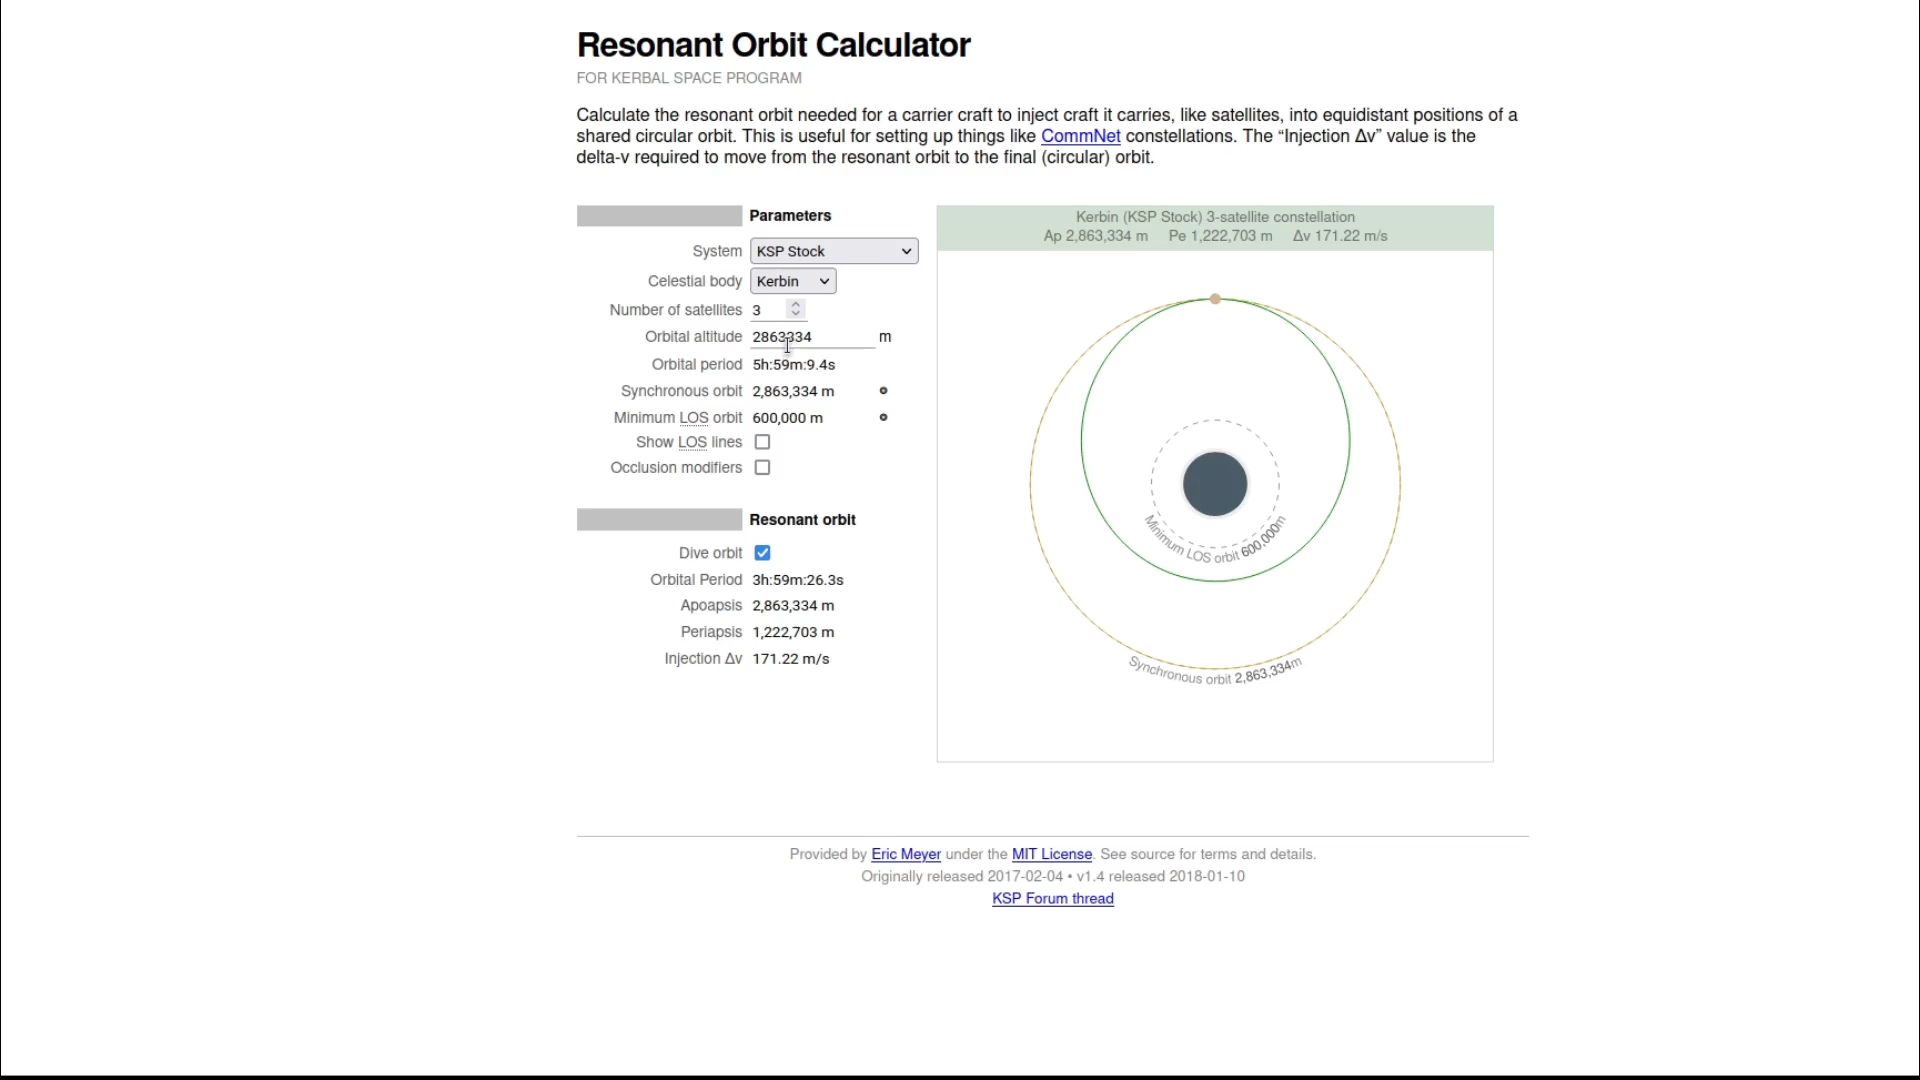 Resonant Orbit Calculator
FOR KERBAL SPACE PROGRAM
Calculate the resonant orbit needed for a carrier craft to inject craft it carries, like satellites, into equidistant positions of a
shared circular orbit. This is useful for setting up things like CommNet constellations. The “Injection Δv” value is the
delta-v required to move from the resonant orbit to the final (circular) orbit.
Parameters
System KSP Stock
Celestial body Kerbin
Number of satellites 3
Orbital altitude 2863334 m
Orbital period 5h:59m:9.4s
Synchronous orbit 2,863,334 m
Minimum LOS orbit 600,000 m
Show LOS lines
Occlusion modifiers
Resonant orbit
Dive orbit
Orbital Period 3h:59m:26.3s
Apoapsis 2,863,334 m
Periapsis 1,222,703 m
Injection Δv 171.22 m/s
Kerbin (KSP Stock) 3-satellite constellation
Ap 2,863,334 m Pe 1,222,703 m Δv 171.22 m/s
Minimum LOS orbit 600,000m
Synchronous orbit 2,863,334m
Provided by Eric Meyer under the MIT License. See source for terms and details.
Originally released 2017-02-04 • v1.4 released 2018-01-10
KSP Forum thread